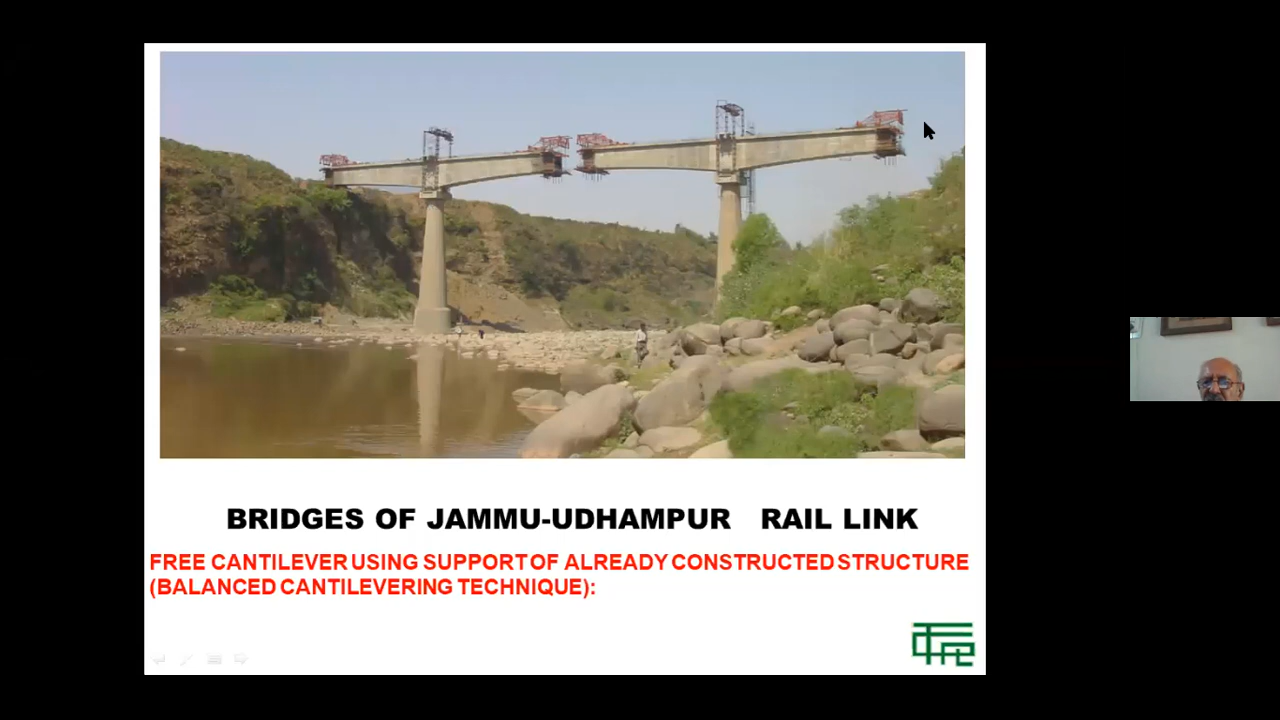 BRIDGES OF JAMMU-UDHAMPUR RAIL LINK
FREE CANTILEVER USING SUPPORT OF ALREADY CONSTRUCTED STRUCTURE
(BALANCED CANTILEVERING TECHNIQUE):